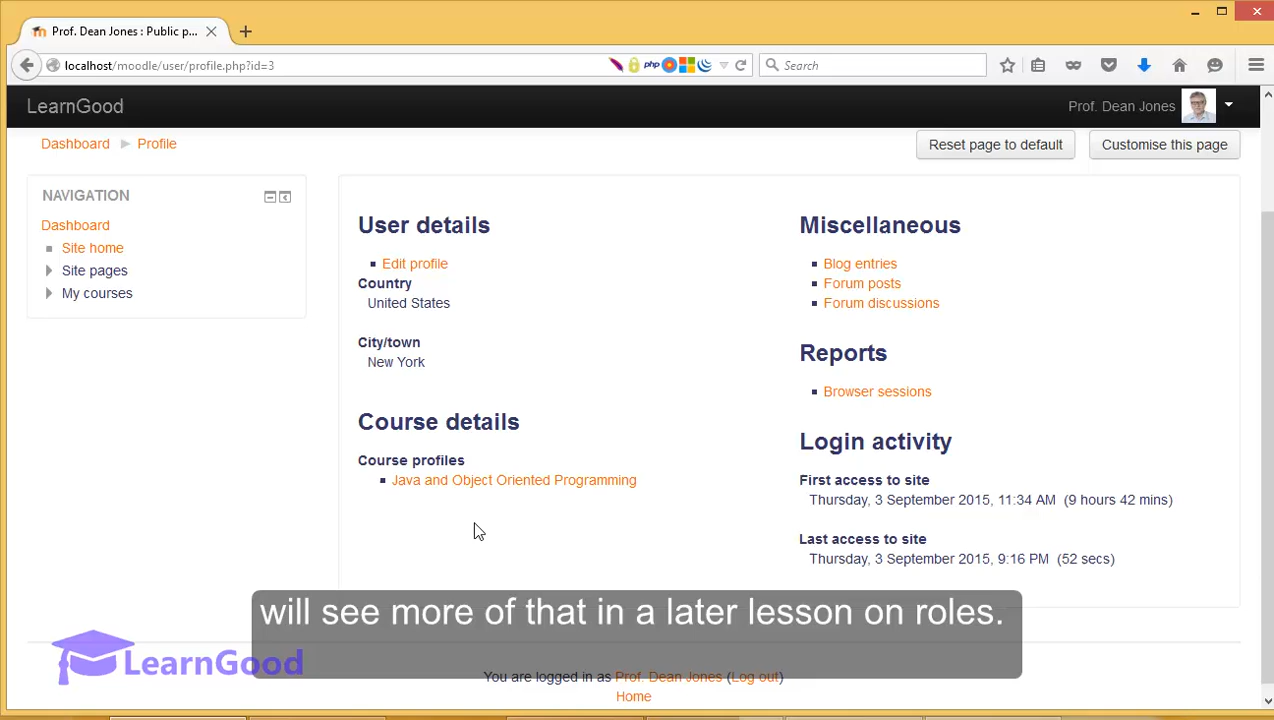 Prof. Dean Jones : Public p...
localhost/moodle/user/profile.php?id=3
php
Search
LearnGood
Prof. Dean Jones
Dashboard
Profile
Reset page to default
Customise this page
NAVIGATION
Dashboard
Site home
Site pages
My courses
User details
Edit profile
Country
United States
City/town
New York
Course details
Course profiles
Java and Object Oriented Programming
Miscellaneous
Blog entries
Forum posts
Forum discussions
Reports
Browser sessions
Login activity
First access to site
Thursday, 3 September 2015, 11:34 AM (9 hours 42 mins)
Last access to site
Thursday, 3 September 2015, 9:16 PM (52 secs)
will see more of that in a later lesson on roles.
LearnGood
You are logged in as Prof. Dean Jones (Log out)
Home